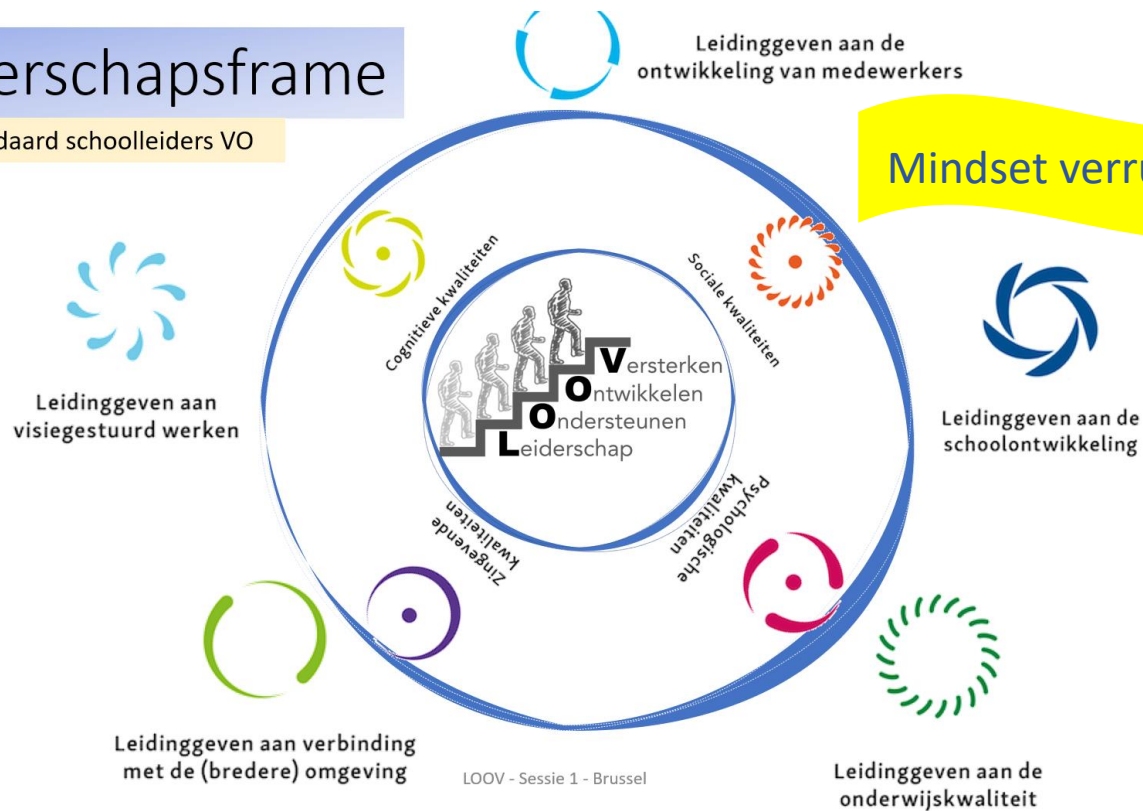 erschapsframe
daard schoolleiders VO
Leidinggeven aan de
ontwikkeling van medewerkers
Mindset verru
Cognitieve kwaliteiten
Sociale kwaliteiten
Leidinggeven aan
visiegestuurd werken
Versterken
Ontwikkelen
Ondersteunen
Leiderschap
Leidinggeven aan de
schoolontwikkeling
Zingevende
kwaliteiten
Psychologische
kwaliteiten
Leidinggeven aan verbinding
met de (bredere) omgeving
LOOV - Sessie 1 - Brussel
Leidinggeven aan de
onderwijskwaliteit